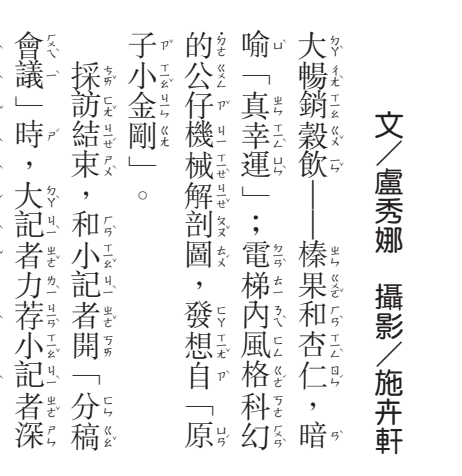 文／盧秀娜　攝影／施卉軒
大暢銷穀飲——榛果和杏仁，暗
喻「真幸運」；電梯內風格科幻
的公仔機械解剖圖，發想自「原
子小金剛」。
採訪結束，和小記者開「分稿
會議」時，大記者力荐小記者深